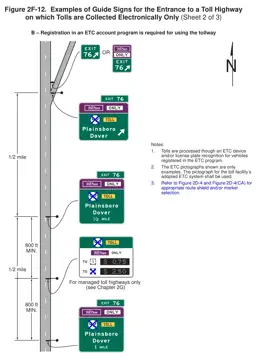 Figure 2F-12. Examples of Guide Signs for the Entrance to a Toll Highway
on which Tolls are Collected Electronically Only (Sheet 2 of 3)
B – Registration in an ETC account program is required for using the tollway
EXIT
76
OR
ONLY
EXIT
76
N
EXIT 76
ONLY
TOLL
Plainsboro
Dover
Notes:
1. Tolls are processed though an ETC device
and/or license plate recognition for vehicles
registered in the ETC program.
2. The ETC pictographs shown are only
examples. The pictograph for the toll facility's
adopted ETC system shall be used.
3. Refer to Figure 2D-4 and Figure 2D-4(CA) for
appropriate route shield and/or marker
selection.
1/2 mile
EXIT 76
ONLY
TOLL
Plainsboro
Dover
½ MILE
800 ft
MIN.
TOLL
ONLY
TO
TO
For managed toll highways only
(see Chapter 2G)
1/2 mile
800 ft
MIN.
EXIT 76
ONLY
TOLL
Plainsboro
Dover
1 MILE